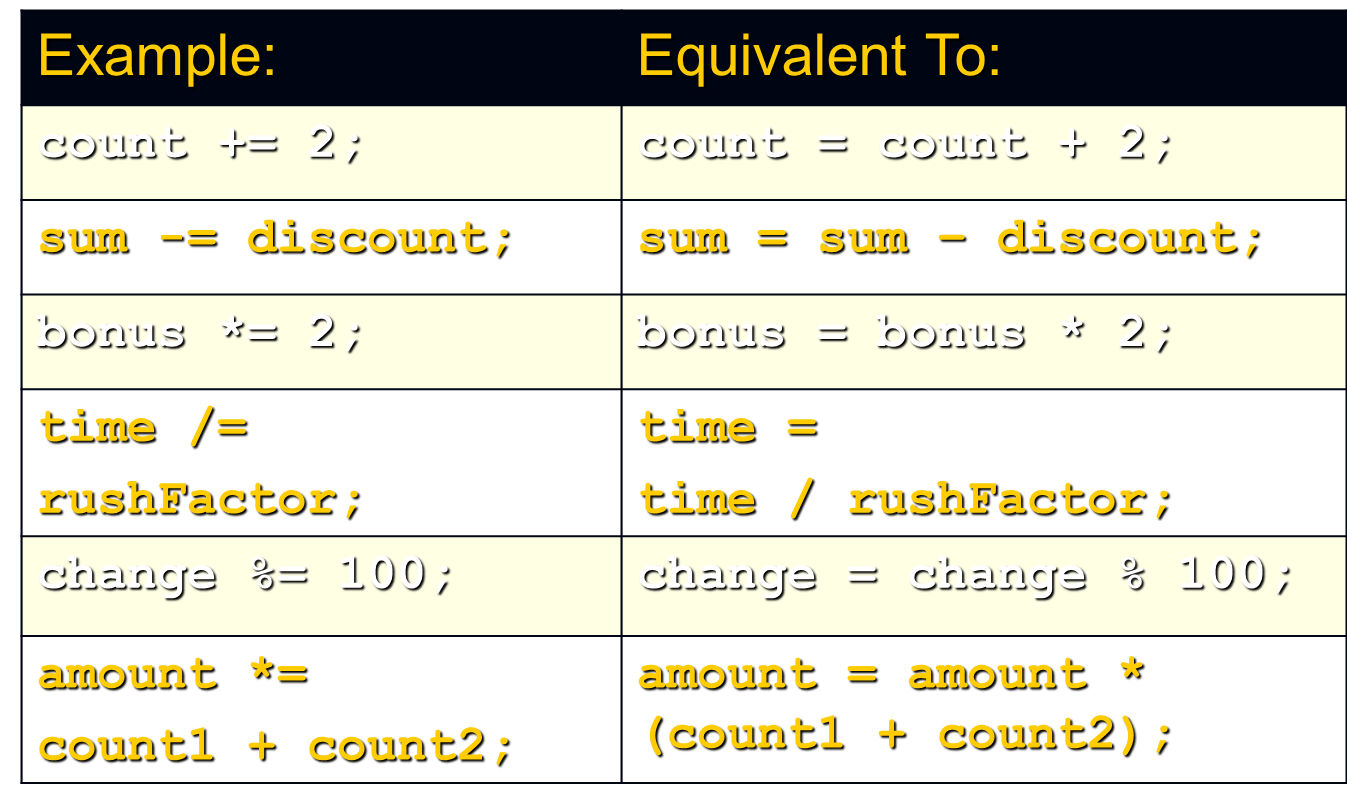 Example: Equivalent To:
count += 2; count = count + 2;
sum -= discount; sum = sum – discount;
bonus *= 2; bonus = bonus * 2;
time /= time =
rushFactor; time / rushFactor;
change %= 100; change = change % 100;
amount *= amount = amount *
count1 + count2; (count1 + count2);